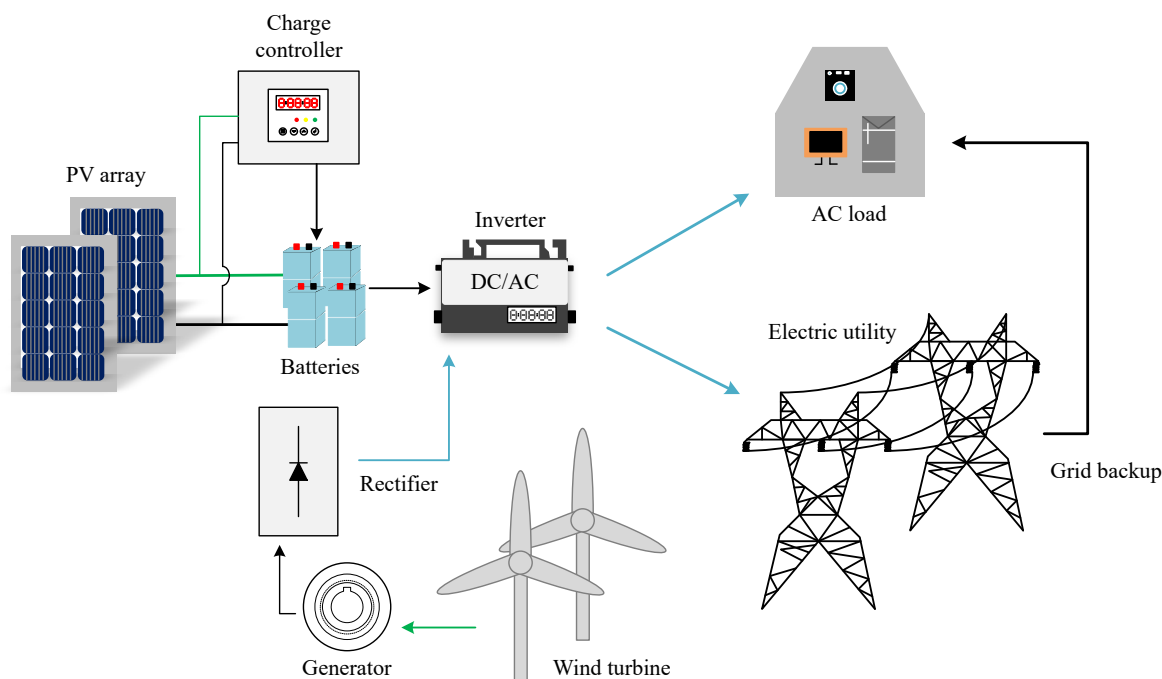 Charge
controller
PV array
Inverter
DC/AC
AC load
Batteries
Electric utility
Rectifier
Grid backup
Generator
Wind turbine